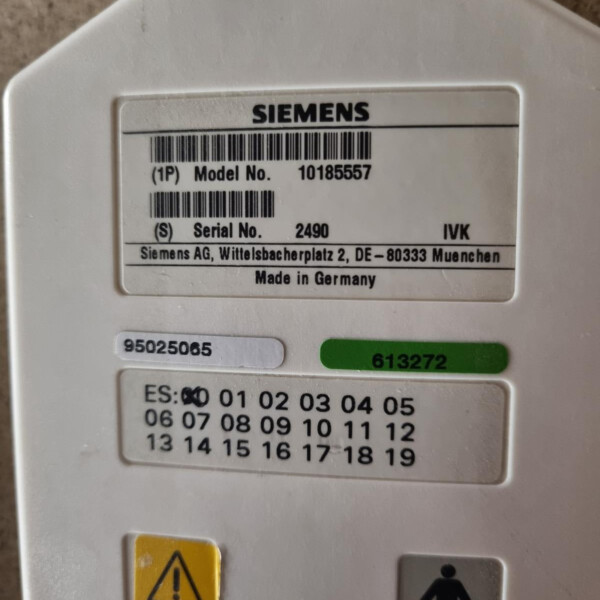 SIEMENS
(1P) Model No. 10185557
(S) Serial No. 2490 IVK
Siemens AG, Wittelsbacherplatz 2, DE-80333 Muenchen
Made in Germany
95025065
613272
ES: 00 01 02 03 04 05
06 07 08 09 10 11 12
13 14 15 16 17 18 19